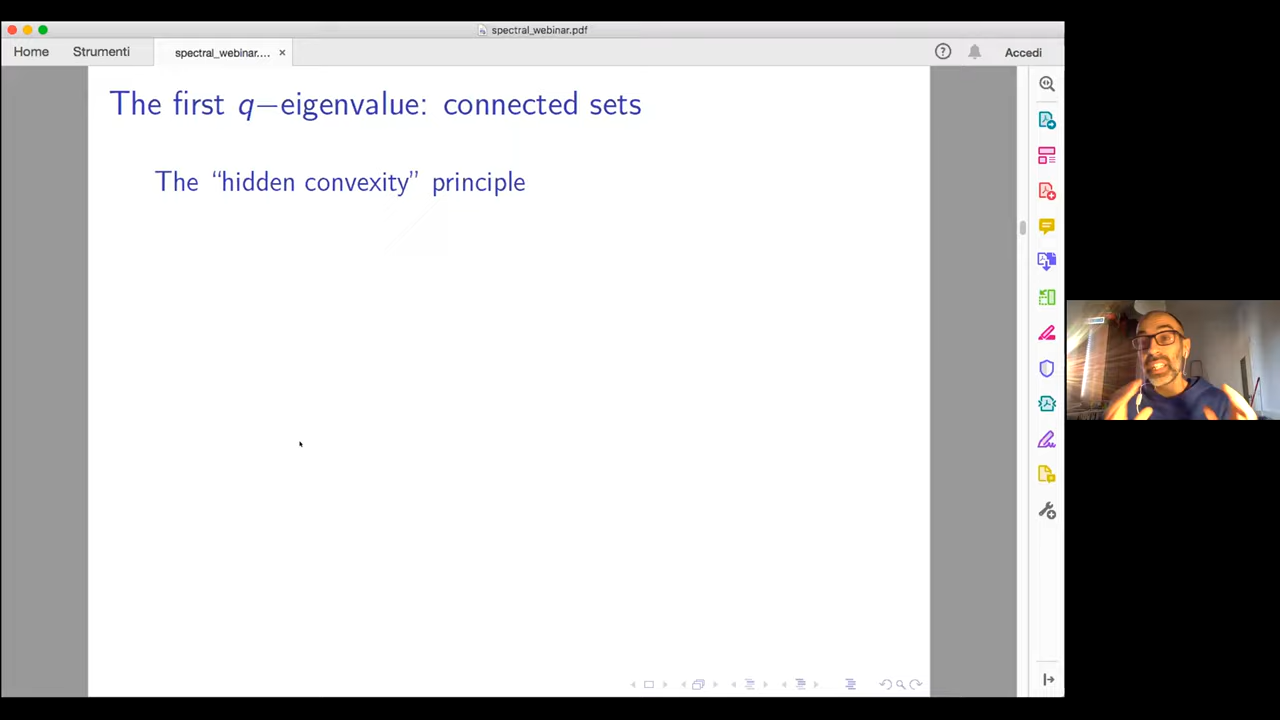 spectral_webinar.pdf
Home
Strumenti
spectral_webinar....
Accedi
The first q–eigenvalue: connected sets
The “hidden convexity” principle